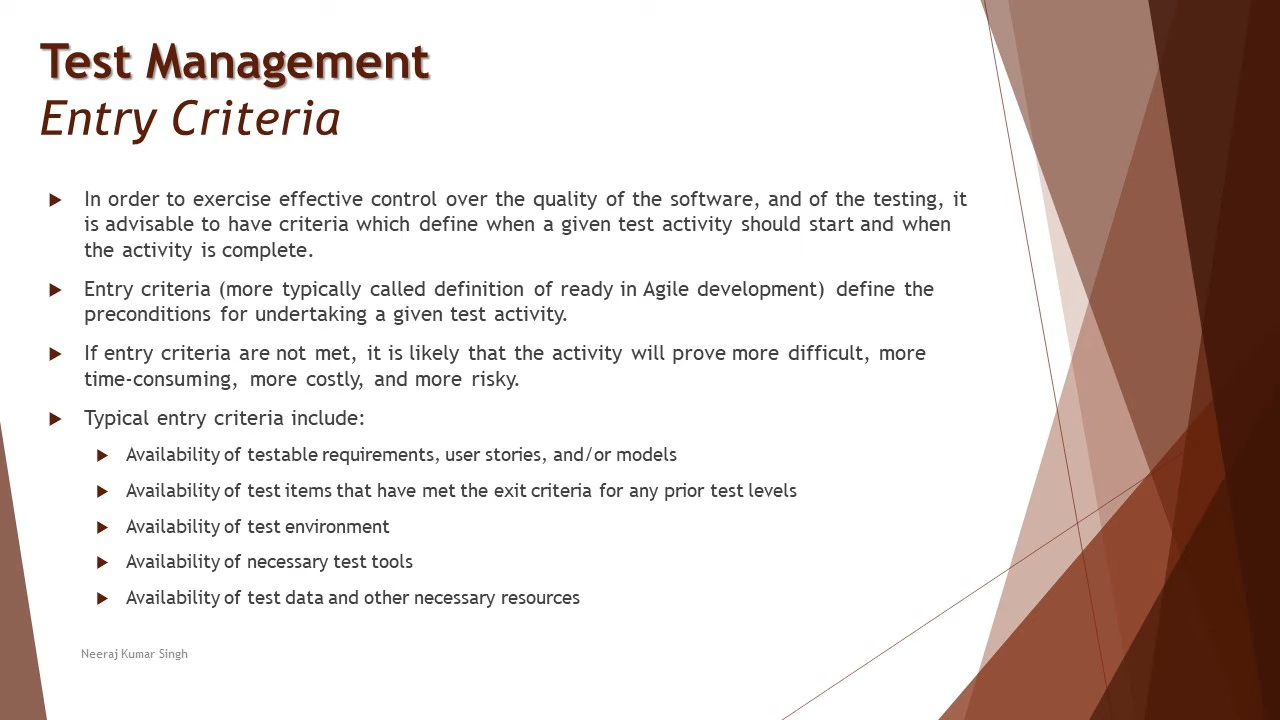 Test Management
Entry Criteria
In order to exercise effective control over the quality of the software, and of the testing, it
is advisable to have criteria which define when a given test activity should start and when
the activity is complete.
Entry criteria (more typically called definition of ready in Agile development) define the
preconditions for undertaking a given test activity.
If entry criteria are not met, it is likely that the activity will prove more difficult, more
time-consuming, more costly, and more risky.
Typical entry criteria include:
Availability of testable requirements, user stories, and/or models
Availability of test items that have met the exit criteria for any prior test levels
Availability of test environment
Availability of necessary test tools
Availability of test data and other necessary resources
Neeraj Kumar Singh